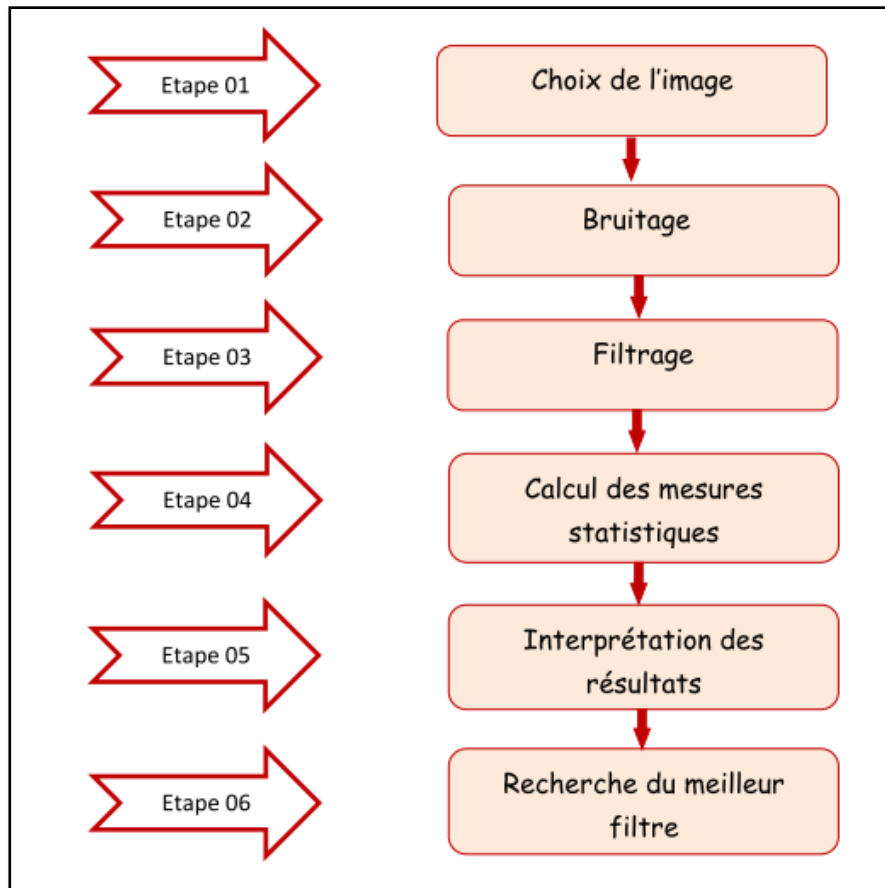 Etape 01
Choix de l'image
Etape 02
Bruitage
Etape 03
Filtrage
Etape 04
Calcul des mesures
statistiques
Etape 05
Interprétation des
résultats
Etape 06
Recherche du meilleur
filtre